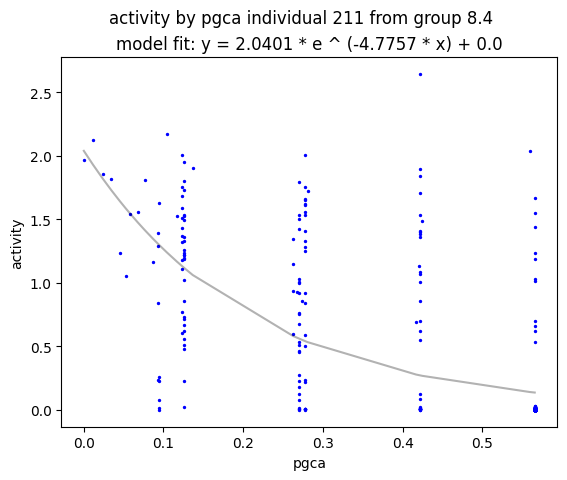 activity by pgca individual 211 from group 8.4
model fit: y = 2.0401 * e ^ (-4.7757 * x) + 0.0
2.5
2.0
1.5
1.0
0.5
0.0
activity
0.0 0.1 0.2 0.3 0.4 0.5
pgca